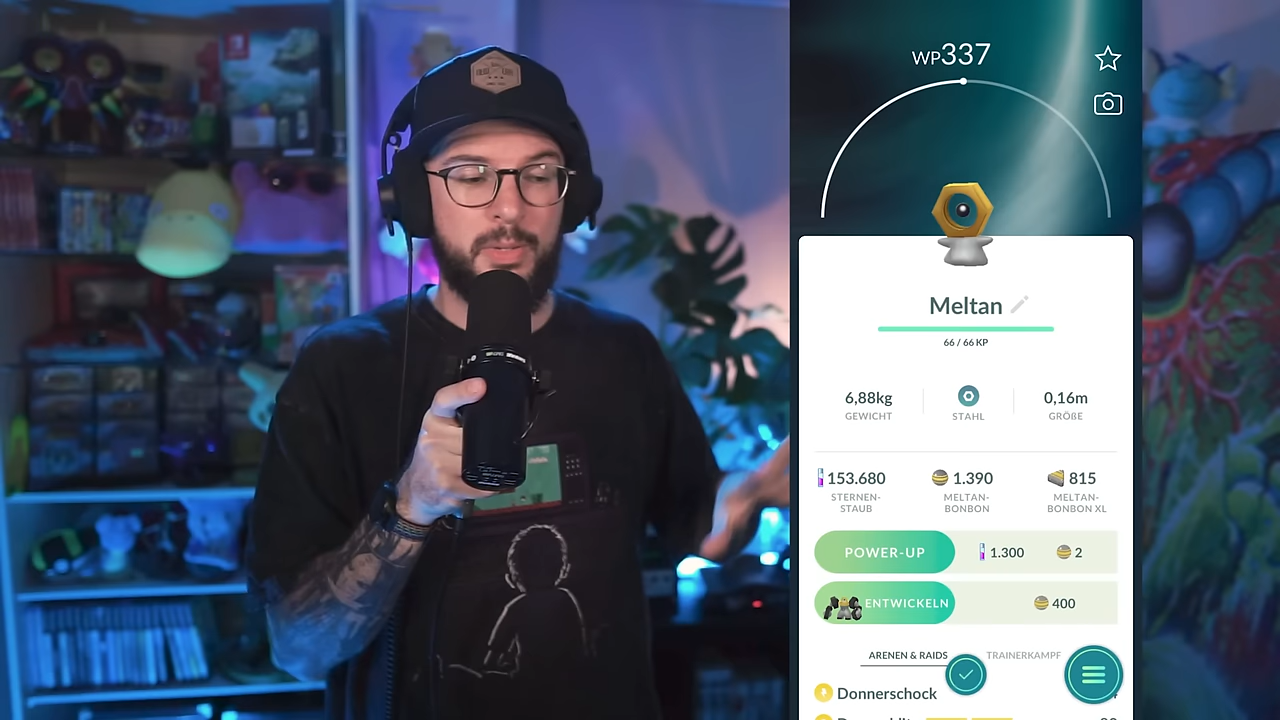 WP337
Meltan
66 / 66 KP
6,88kg
GEWICHT
STAHL
0,16m
GRÖßE
153.680
STERNEN-
STAUB
1.390
MELTAN-
BONBON
815
MELTAN-
BONBON XL
POWER-UP
1.300
2
ENTWICKELN
400
ARENEN & RAIDS
TRAINERKAMPF
Donnerschock